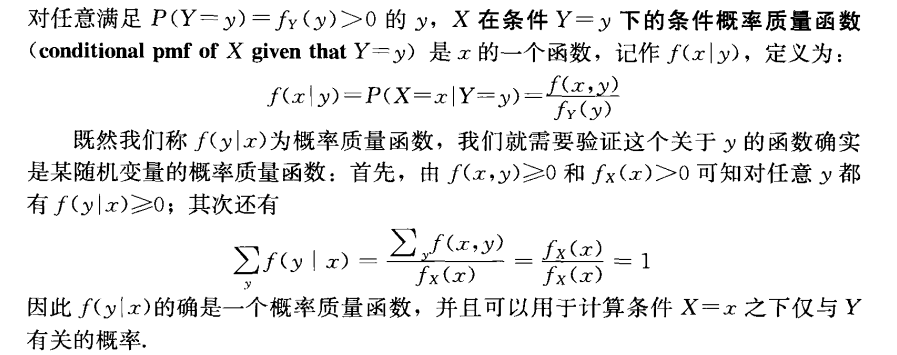 对任意满足 P(Y=y)=f_Y(y)>0 的 y，X 在条件 Y=y 下的条件概率质量函数
(conditional pmf of X given that Y=y) 是 x 的一个函数，记作 f(x|y)，定义为：
f(x|y)=P(X=x|Y=y)=\frac{f(x,y)}{f_Y(y)}
既然我们称 f(y|x)为概率质量函数，我们就需要验证这个关于 y 的函数确实
是某随机变量的概率质量函数：首先，由 f(x,y)≥0 和 f_X(x)>0 可知对任意 y 都
有 f(y|x)≥0；其次还有
\sum_y f(y|x)=\frac{\sum_y f(x,y)}{f_X(x)}=\frac{f_X(x)}{f_X(x)}=1
因此 f(y|x)的确是一个概率质量函数，并且可以用于计算条件 X=x 之下仅与 Y
有关的概率.